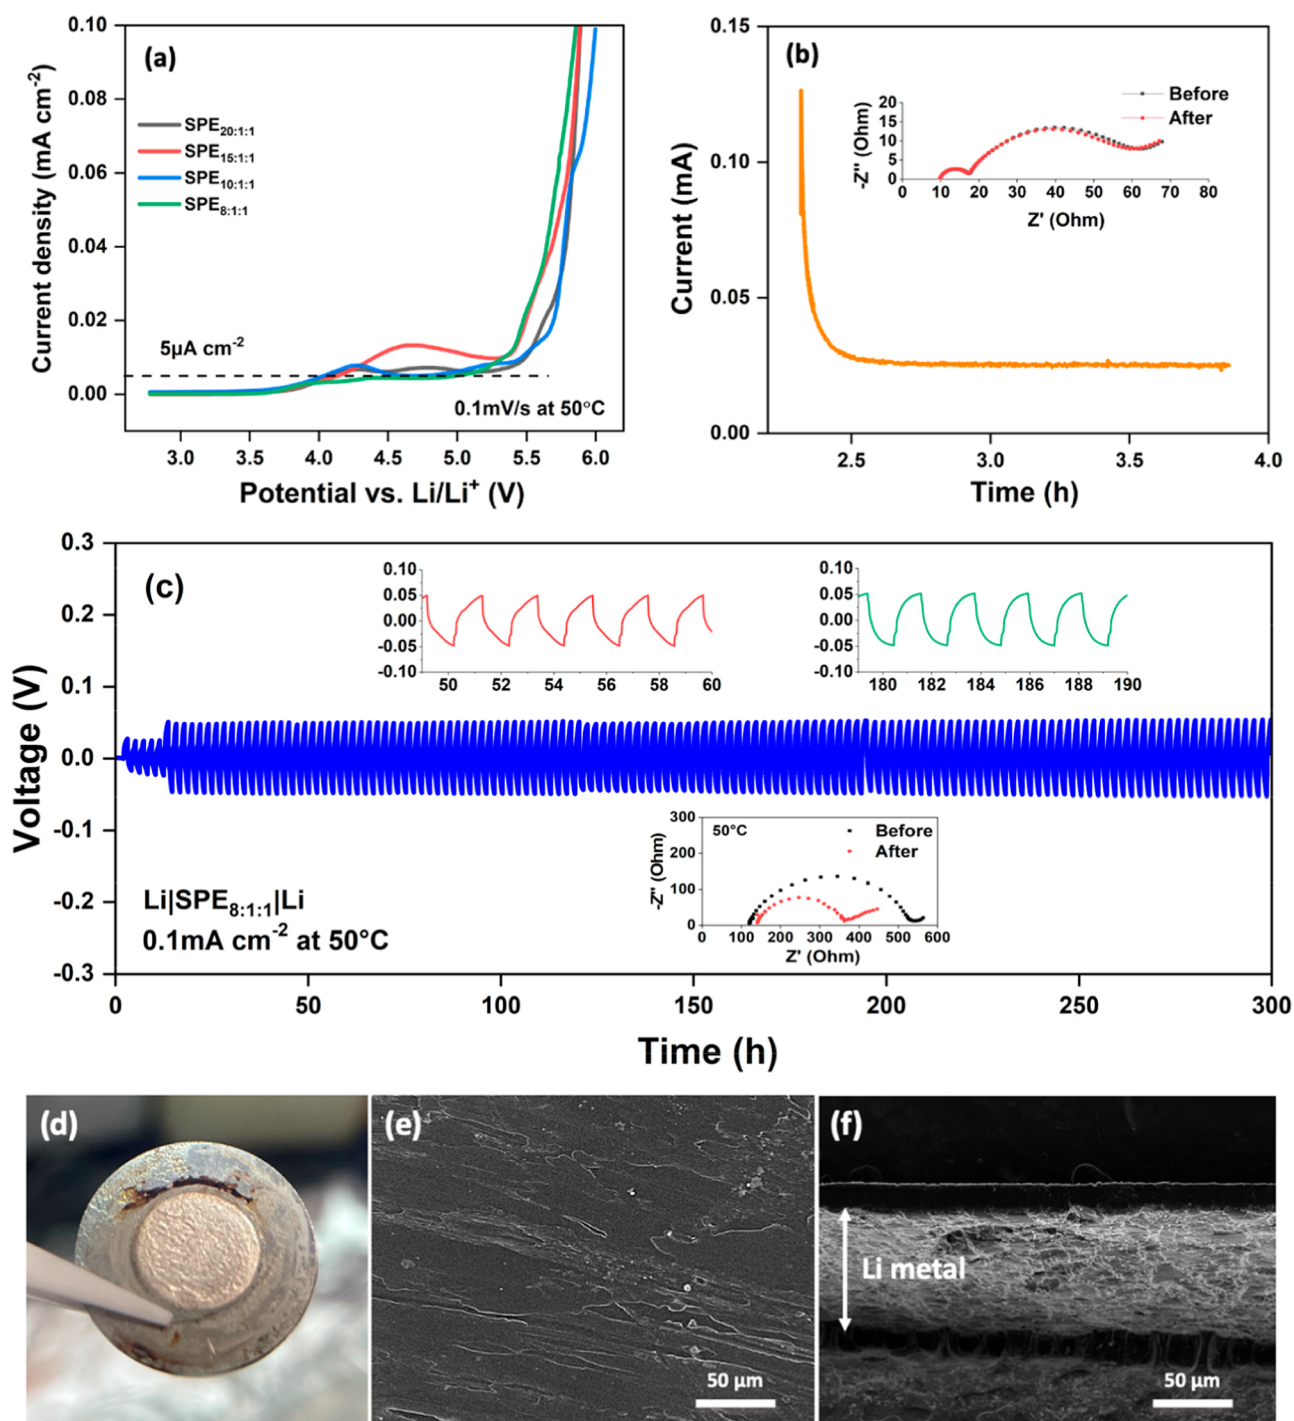 (a)
0.10
0.08
0.06
0.04
0.02
0.00
Current density (mA cm⁻²)
SPE₂₀:₁:₁
SPE₁₅:₁:₁
SPE₁₀:₁:₁
SPE₈:₁:₁
5µA cm⁻²
0.1mV/s at 50°C
3.0 3.5 4.0 4.5 5.0 5.5 6.0
Potential vs. Li/Li⁺ (V)
(b)
0.15
0.10
0.05
0.00
Current (mA)
Before
After
20
15
10
5
0
-Z'' (Ohm)
0 10 20 30 40 50 60 70 80
Z' (Ohm)
2.5 3.0 3.5 4.0
Time (h)
(c)
0.3
0.2
0.1
0.0
-0.1
-0.2
-0.3
Voltage (V)
0.10
0.05
0.00
-0.05
-0.10
50 52 54 56 58 60
0.10
0.05
0.00
-0.05
-0.10
180 182 184 186 188 190
50°C
Before
After
300
200
100
0
-Z'' (Ohm)
0 100 200 300 400 500 600
Z' (Ohm)
Li|SPE₈:₁:₁|Li
0.1mA cm⁻² at 50°C
0 50 100 150 200 250 300
Time (h)
(d)
(e)
50 µm
(f)
Li metal
50 µm